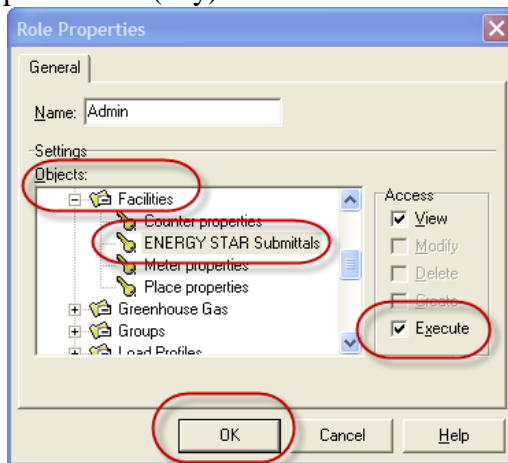 Role Properties
General
Name: Admin
Settings
Objects:
Facilities
Counter properties
ENERGY STAR Submittals
Meter properties
Place properties
Greenhouse Gas
Groups
Load Profiles
Access
View
Modify
Delete
Create
Execute
OK Cancel Help